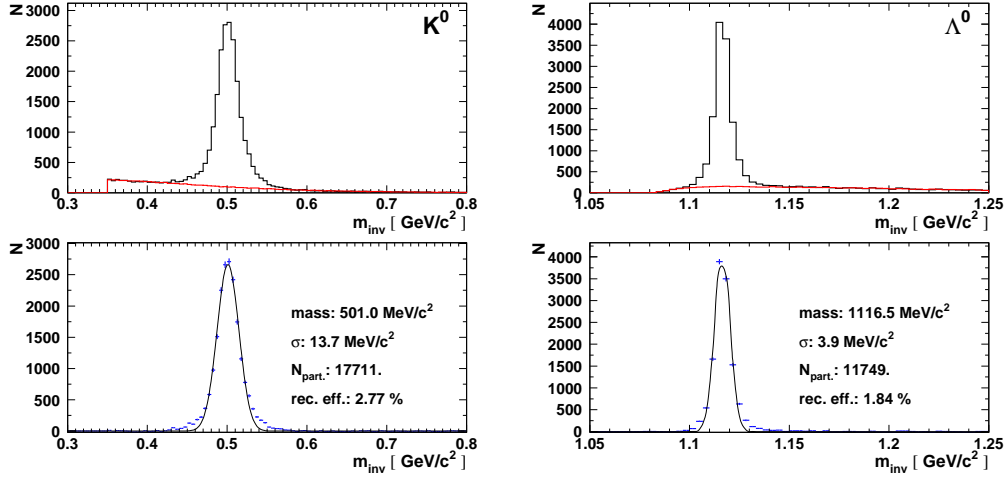 N
K⁰
3000
2500
2000
1500
1000
500
0
0.3 0.4 0.5 0.6 0.7 0.8
m_inv [ GeV/c² ]
N
Λ⁰
4000
3500
3000
2500
2000
1500
1000
500
0
1.05 1.1 1.15 1.2 1.25
m_inv [ GeV/c² ]
N
3000
2500
2000
1500
1000
500
0
mass: 501.0 MeV/c²
σ: 13.7 MeV/c²
N_part.: 17711.
rec. eff.: 2.77 %
0.3 0.4 0.5 0.6 0.7 0.8
m_inv [ GeV/c² ]
N
4000
3500
3000
2500
2000
1500
1000
500
0
mass: 1116.5 MeV/c²
σ: 3.9 MeV/c²
N_part.: 11749.
rec. eff.: 1.84 %
1.05 1.1 1.15 1.2 1.25
m_inv [ GeV/c² ]